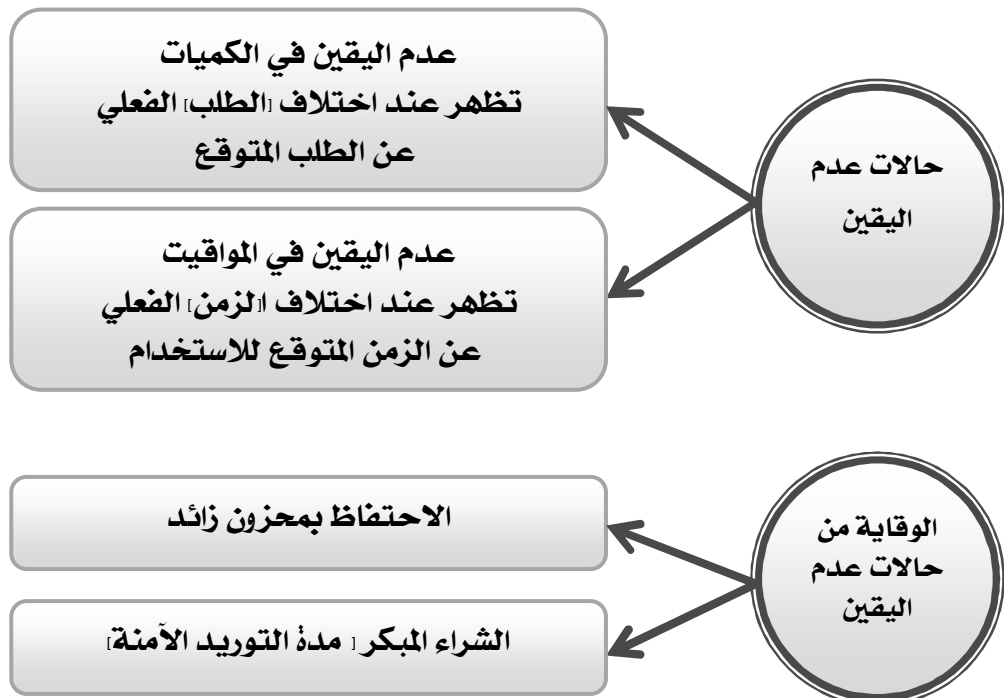 حالات عدم
اليقين
عدم اليقين في الكميات
تظهر عند اختلاف [الطلب] الفعلي
عن الطلب المتوقع
عدم اليقين في المواقيت
تظهر عند اختلاف ا[لزمن] الفعلي
عن الزمن المتوقع للاستخدام
الوقاية من
حالات عدم
اليقين
الاحتفاظ بمحزون زائد
الشراء المبكر [ مدة التوريد الآمنة]